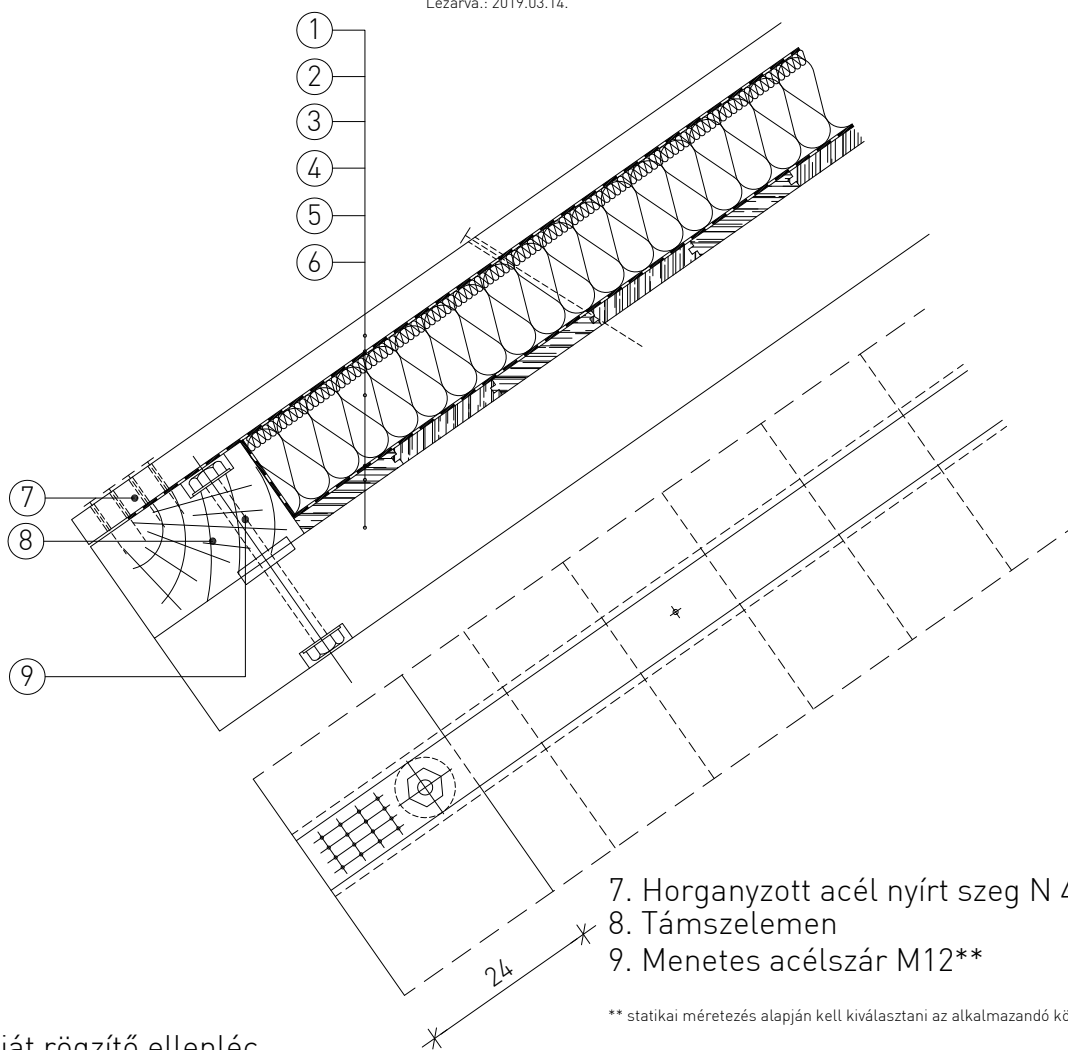 Lezárva.: 2019.03.14.
1
2
3
4
5
6
7
8
9
7. Horganyzott acél nyírt szeg N
8. Támszelemen
9. Menetes acélszár M12**
24
** statikai méretezés alapján kell kiválasztani az alkalmazandó
rögzítő ellenléc